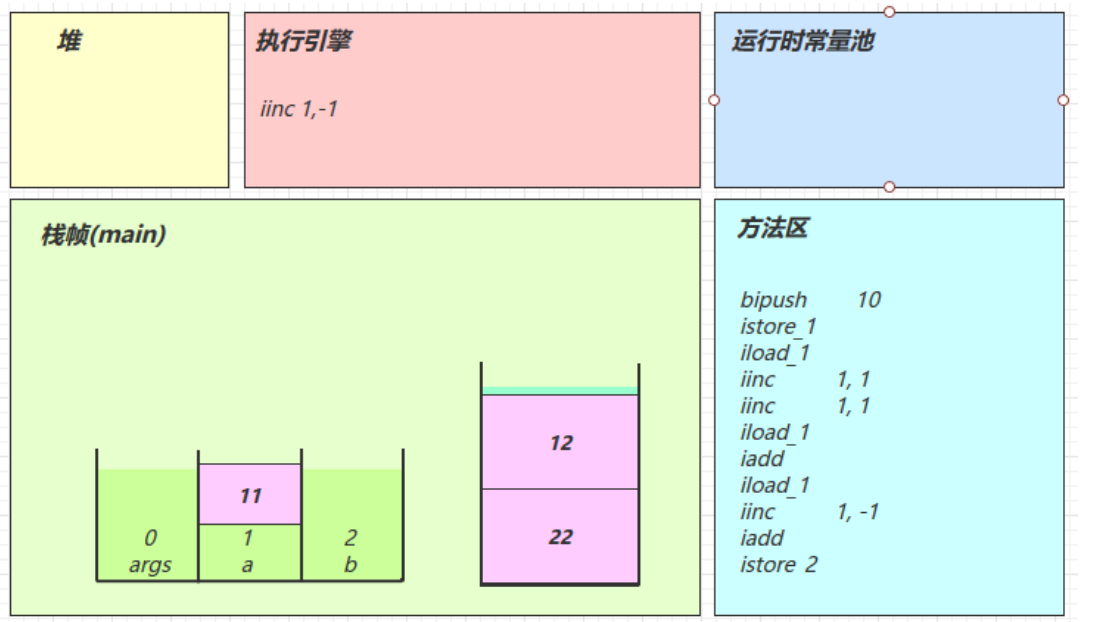 堆
执行引擎
iinc 1,-1
运行时常量池
栈帧(main)
11
0 1 2
args a b
12
22
方法区
bipush 10
istore_1
iload_1
iinc 1, 1
iinc 1, 1
iload_1
iadd
iload_1
iinc 1, -1
iadd
istore 2